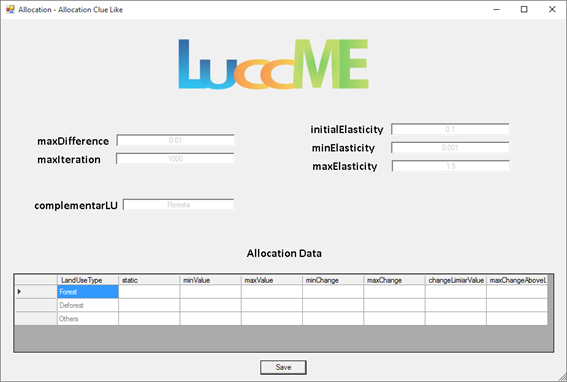 Allocation - Allocation Clue Like
LuccME
maxDifference 0.01
maxIteration 1000
complementarLU Floresta
initialElasticity 0.1
minElasticity 0.001
maxElasticity 1.5
Allocation Data
LandUseType static minValue maxValue minChange maxChange changeLimiarValue maxChangeAboveL
Forest
Deforest
Others
Save